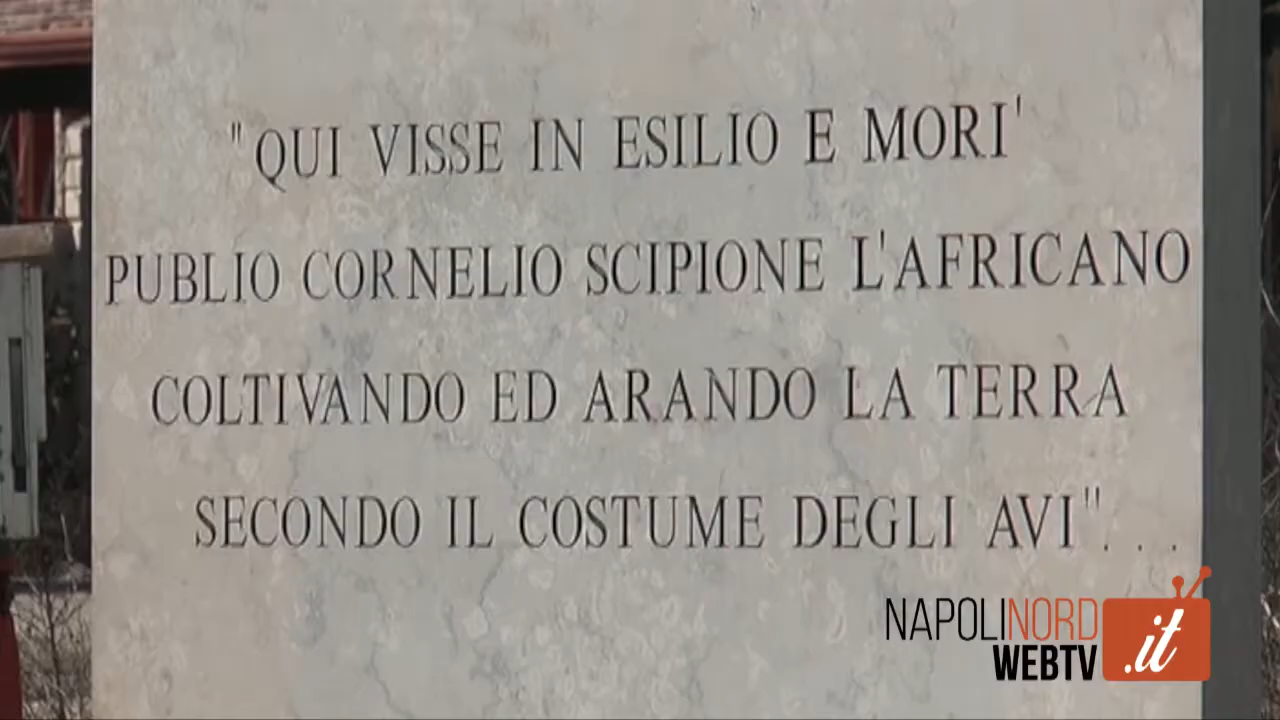 "QUI VISSE IN ESILIO E MORI'
PUBLIO CORNELIO SCIPIONE L'AFRICANO
COLTIVANDO ED ARANDO LA TERRA
SECONDO IL COSTUME DEGLI AVI"...
NAPOLINORD
WEBTV.it